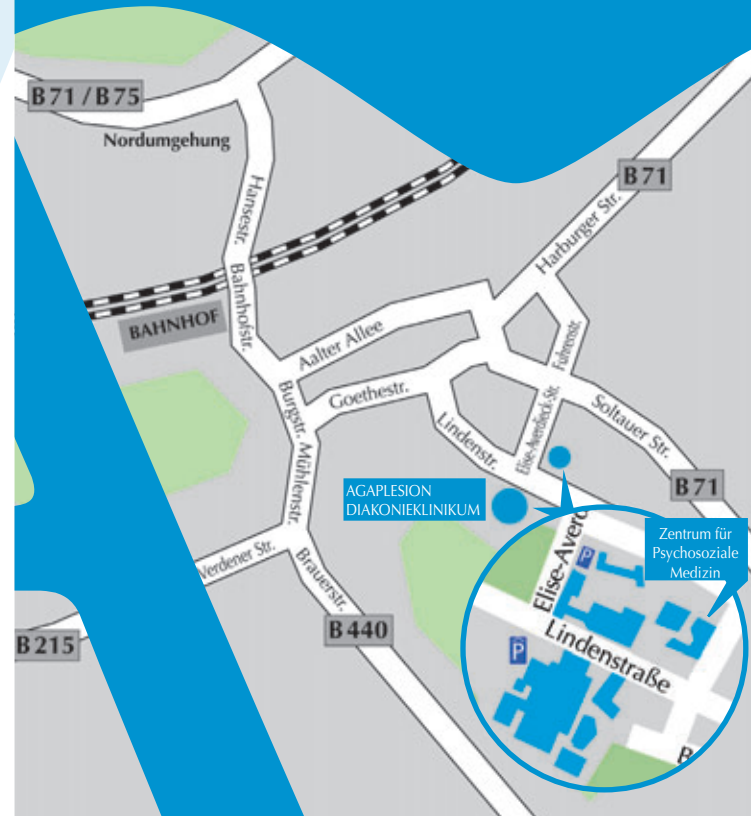 B 71 / B 75
Nordumgehung
B 71
Hansestr.
Harburger Str.
Bahnhofstr.
BAHNHOF
Aalter Allee
Fuhrenstr.
Burgstr.
Goethestr.
Elise-Averdieck-Str.
Soltauer Str.
Mühlenstr.
Lindenstr.
B 71
AGAPLESION
DIAKONIEKLINIKUM
Zentrum für
Psychosoziale
Medizin
Verdener Str.
Brauerstr.
Elise-Averd
P
B 440
Lindenstraße
B 215
P
B